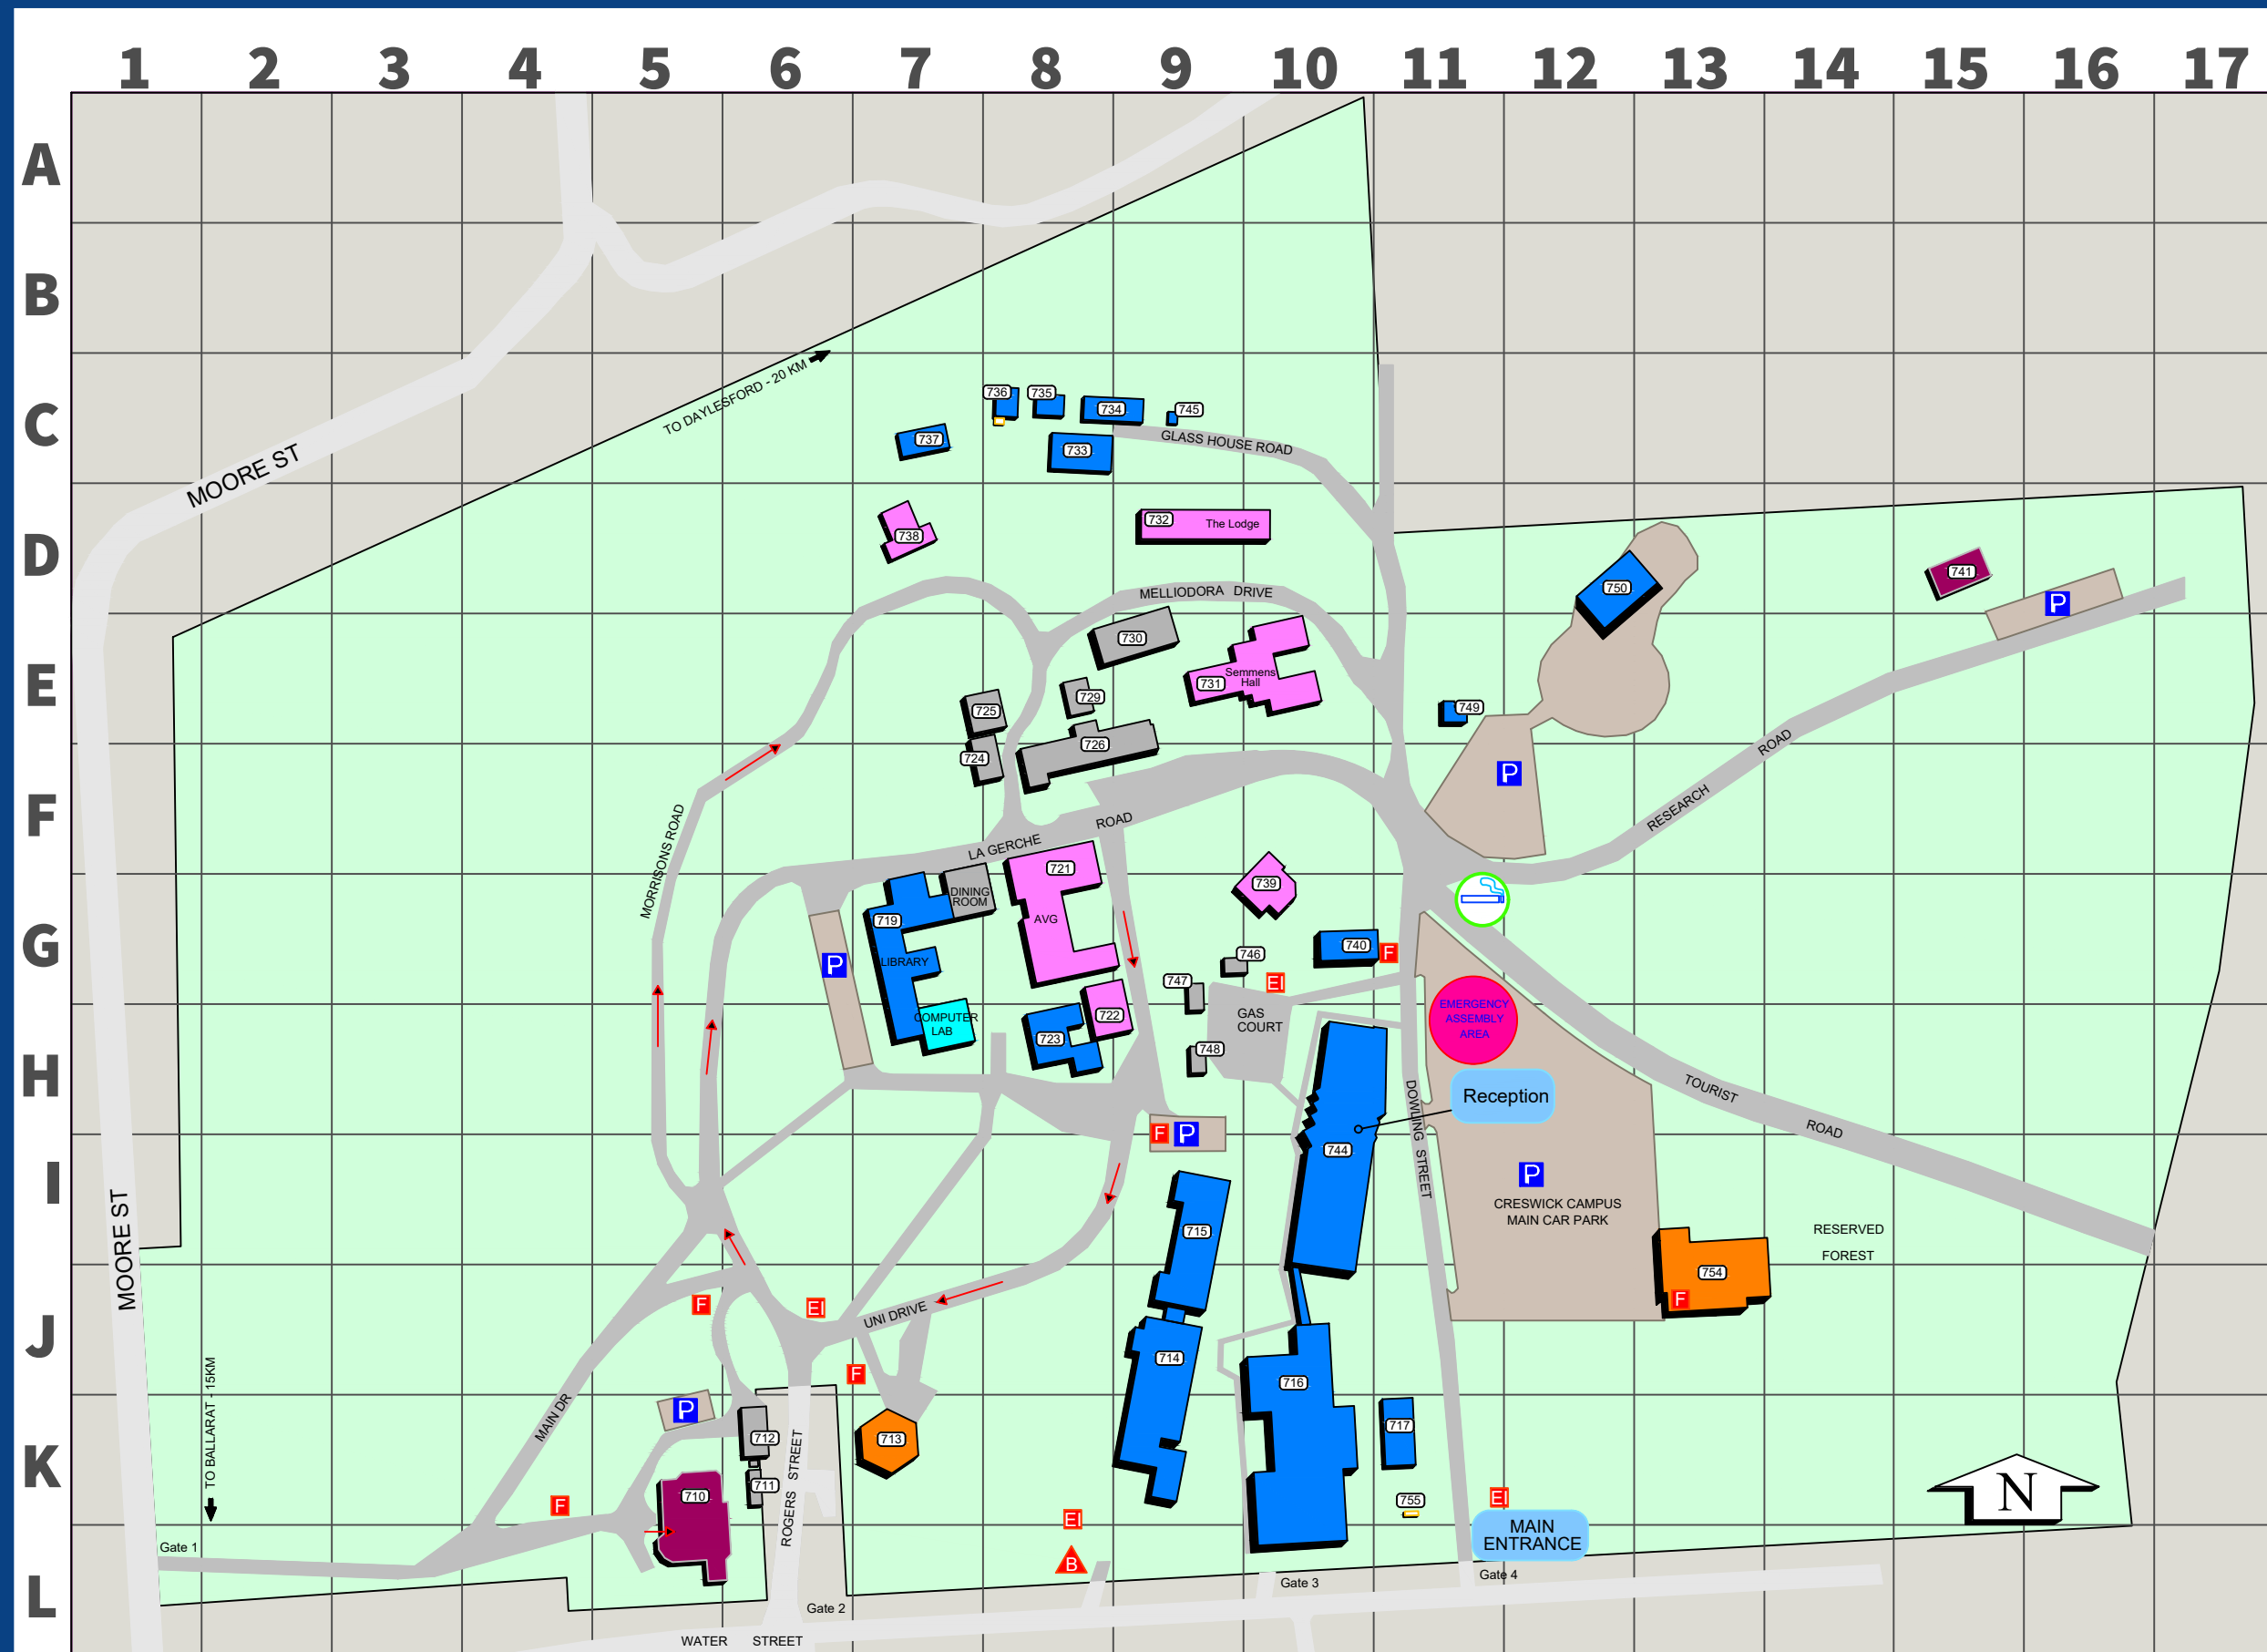 1 2 3 4 5 6 7 8 9 10 11 12 13 14 15 16 17
A
B
C
D
E
F
G
H
I
J
K
L
MOORE ST
TO DAYLESFORD - 20 KM
736
735
734
745
737
733
GLASS HOUSE ROAD
732
The Lodge
738
MELLIODORA DRIVE
750
741
P
730
731
Semmens
Hall
729
725
749
726
724
P
ROAD
RESEARCH
MORRISONS ROAD
LA GERCHE
ROAD
721
AVG
739
DINING
ROOM
719
LIBRARY
P
740
F
746
EI
747
COMPUTER
LAB
722
723
GAS
COURT
748
EMERGENCY
ASSEMBLY
AREA
Reception
DOWLING STREET
TOURIST
ROAD
F
P
744
P
CRESWICK CAMPUS
MAIN CAR PARK
RESERVED
FOREST
715
754
F
MOORE ST
F
EI
UNI DRIVE
714
F
716
TO BALLARAT - 15KM
MAIN DR
P
712
713
717
711
710
ROGERS STREET
F
EI
755
EI
MAIN
ENTRANCE
N
B
Gate 1
Gate 2
Gate 3
Gate 4
WATER STREET